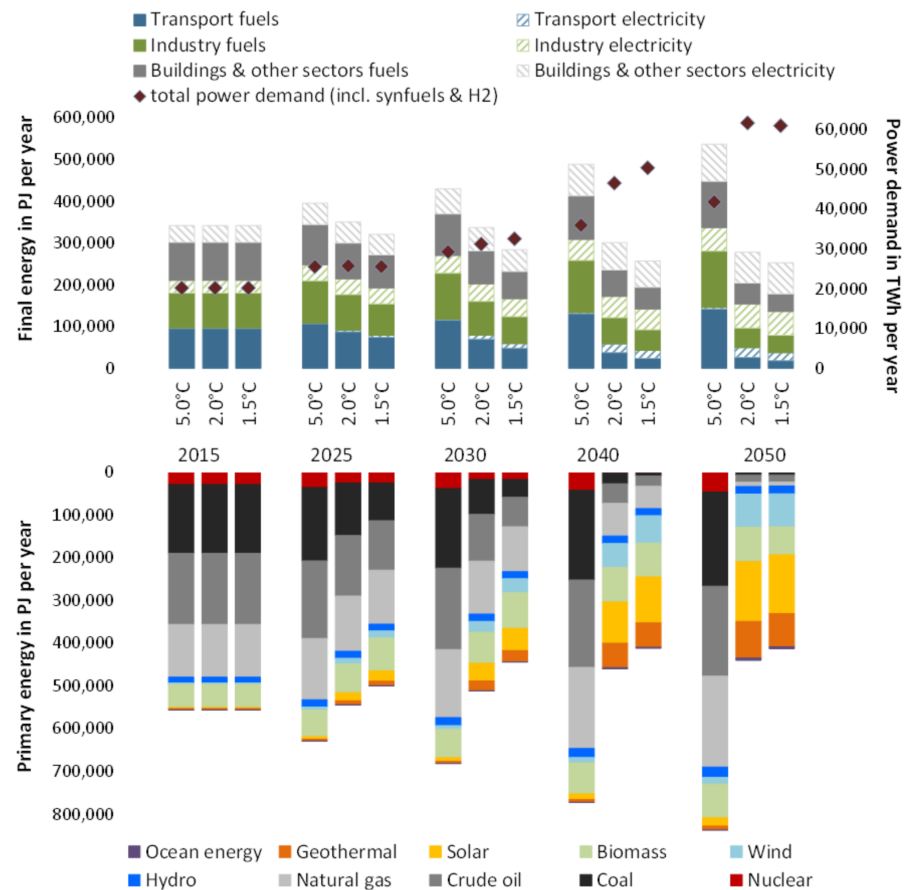 Transport fuels
Transport electricity
Industry fuels
Industry electricity
Buildings & other sectors fuels
Buildings & other sectors electricity
total power demand (incl. synfuels & H2)
Final energy in PJ per year
600,000
500,000
400,000
300,000
200,000
100,000
0
60,000
50,000
40,000
30,000
20,000
10,000
0
Power demand in TWh per year
5.0°C 2.0°C 1.5°C 5.0°C 2.0°C 1.5°C 5.0°C 2.0°C 1.5°C 5.0°C 2.0°C 1.5°C 5.0°C 2.0°C 1.5°C
2015 2025 2030 2040 2050
Primary energy in PJ per year
0
100,000
200,000
300,000
400,000
500,000
600,000
700,000
800,000
Ocean energy Geothermal Solar Biomass Wind
Hydro Natural gas Crude oil Coal Nuclear